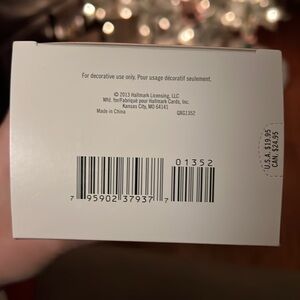 For decorative use only. Pour usage décoratif seulement.
© 2013 Hallmark Licensing, LLC
Mfd. for/Fabriqué pour Hallmark Cards, Inc.
Kansas City, MO 64141
Made in China QXG1352
01352
7 95902 37937 7
U.S.A. $19.95
CAN. $24.95